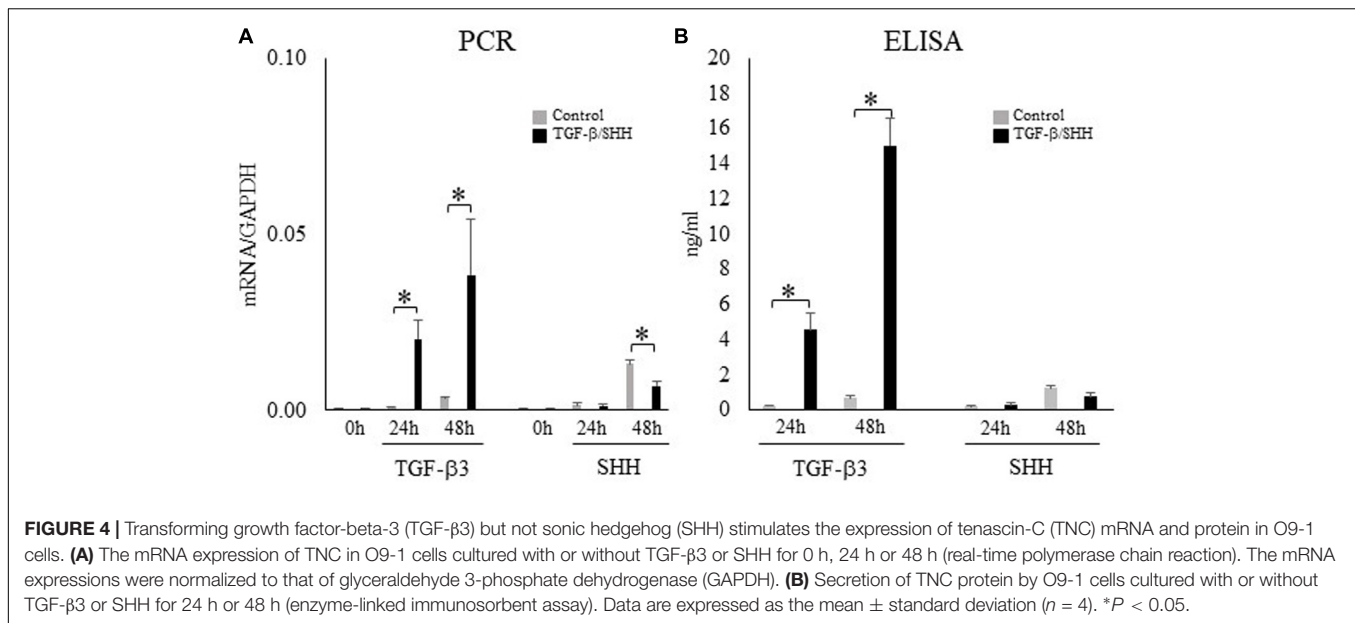 A PCR
0.10
0.05
0.00
mRNA/GAPDH
Control
TGF-β/SHH
*
*
*
0h 24h 48h 0h 24h 48h
TGF-β3 SHH
B ELISA
20
18
16
14
12
10
8
6
4
2
0
ng/ml
Control
TGF-β/SHH
*
*
24h 48h 24h 48h
TGF-β3 SHH
FIGURE 4 | Transforming growth factor-beta-3 (TGF-β3) but not sonic hedgehog (SHH) stimulates the expression of tenascin-C (TNC) mRNA and protein in O9-1
cells. (A) The mRNA expression of TNC in O9-1 cells cultured with or without TGF-β3 or SHH for 0 h, 24 h or 48 h (real-time polymerase chain reaction). The mRNA
expressions were normalized to that of glyceraldehyde 3-phosphate dehydrogenase (GAPDH). (B) Secretion of TNC protein by O9-1 cells cultured with or without
TGF-β3 or SHH for 24 h or 48 h (enzyme-linked immunosorbent assay). Data are expressed as the mean ± standard deviation (n = 4). *P < 0.05.